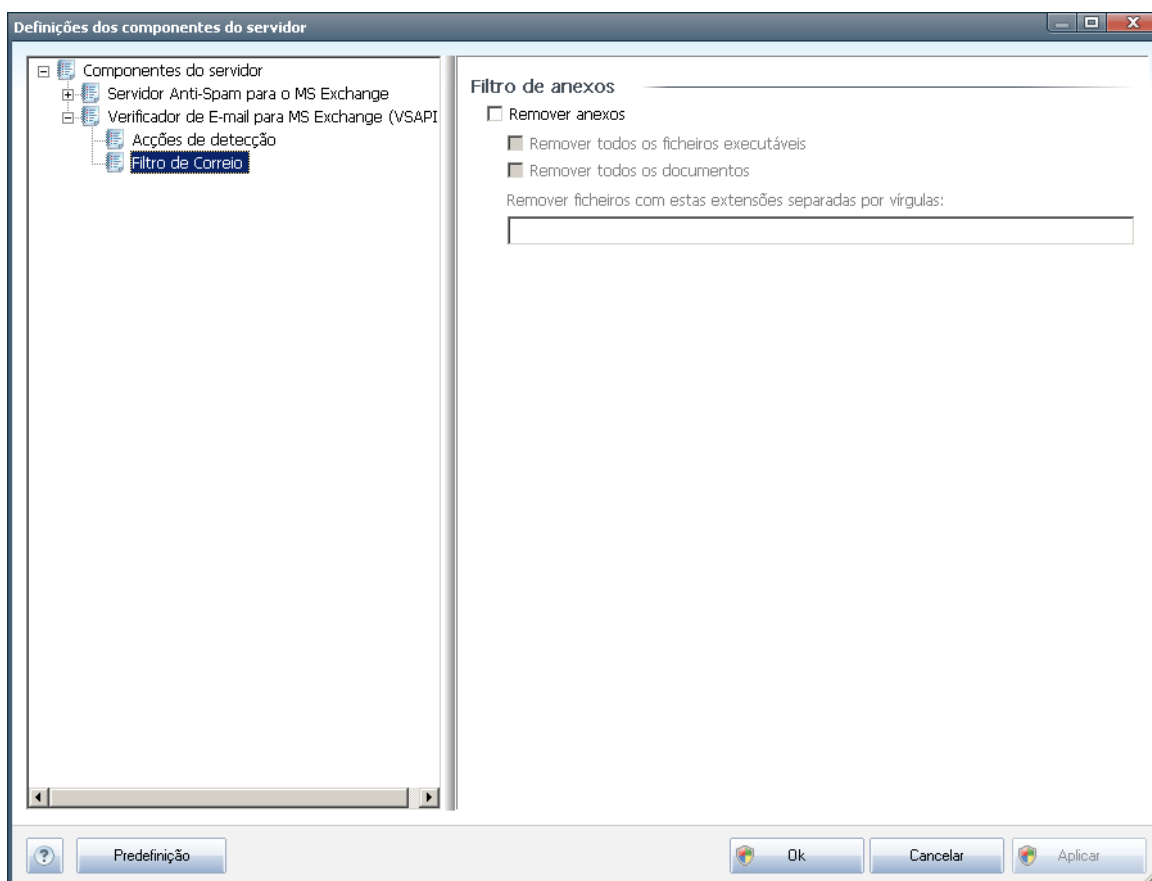 Definições dos componentes do servidor
Componentes do servidor
Servidor Anti-Spam para o MS Exchange
Verificador de E-mail para MS Exchange (VSAPI
Acções de detecção
Filtro de Correio
Filtro de anexos
Remover anexos
Remover todos os ficheiros executáveis
Remover todos os documentos
Remover ficheiros com estas extensões separadas por vírgulas:
?
Predefinição
Ok
Cancelar
Aplicar